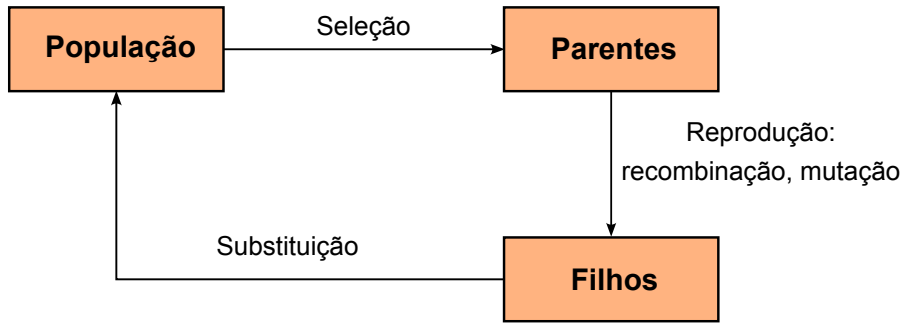 População
Seleção
Parentes
Reprodução:
recombinação, mutação
Substituição
Filhos